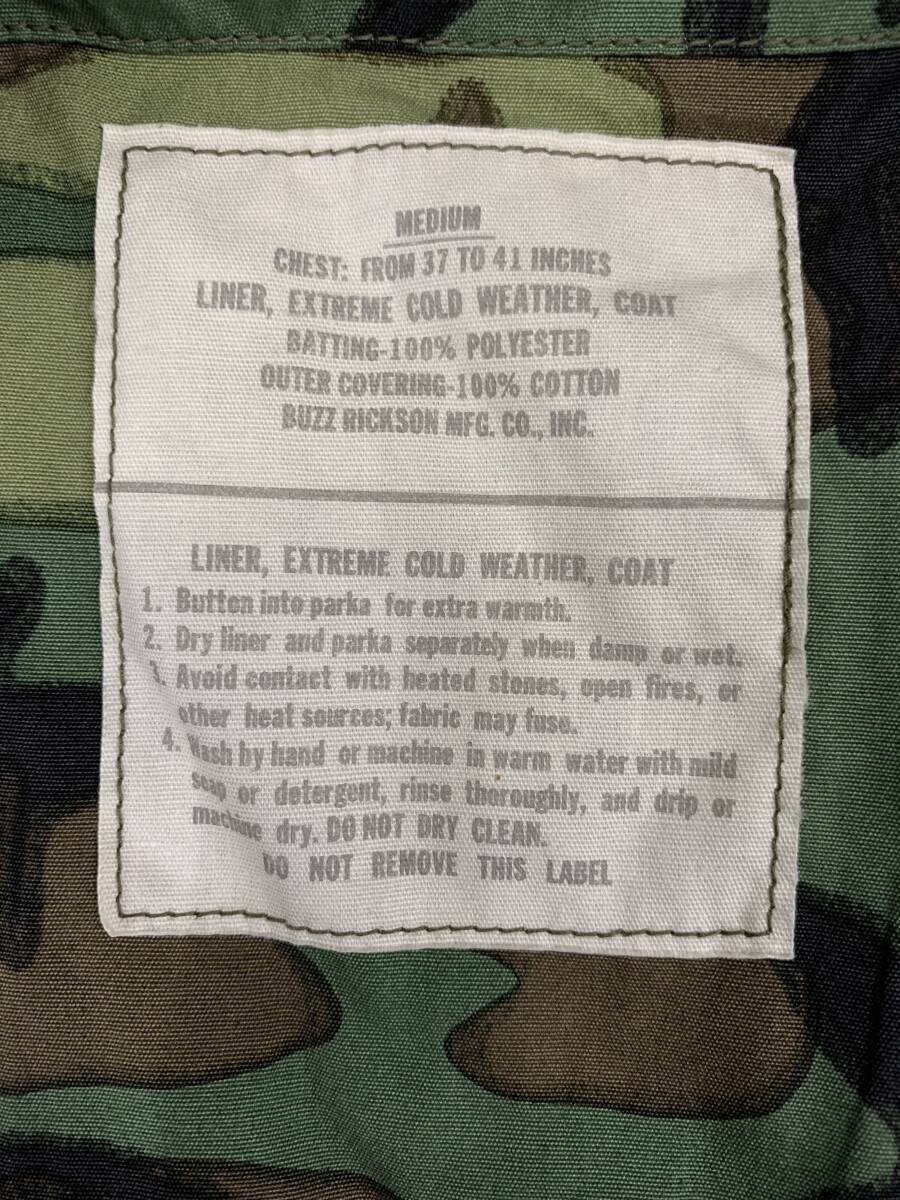 MEDIUM
CHEST: FROM 37 TO 41 INCHES
LINER, EXTREME COLD WEATHER, COAT
BATTING-100% POLYESTER
OUTER COVERING-100% COTTON
BUZZ RICKSON MFG. CO., INC.
LINER, EXTREME COLD WEATHER, COAT
1. Button into parka for extra warmth.
2. Dry liner and parka separately when damp or wet.
3. Avoid contact with heated stones, open fires, or
other heat sources; fabric may fuse.
4. Wash by hand or machine in warm water with mild
soap or detergent, rinse thoroughly, and drip or
machine dry. DO NOT DRY CLEAN.
DO NOT REMOVE THIS LABEL